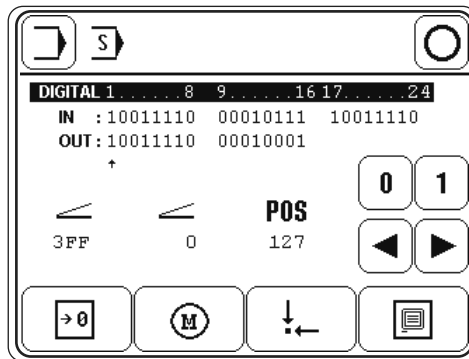 S
DIGITAL 1......8 9......16 17......24
IN :10011110 00010111 10011110
OUT:10011110 00010001
0 1
POS
3FF 0 127
→0 M